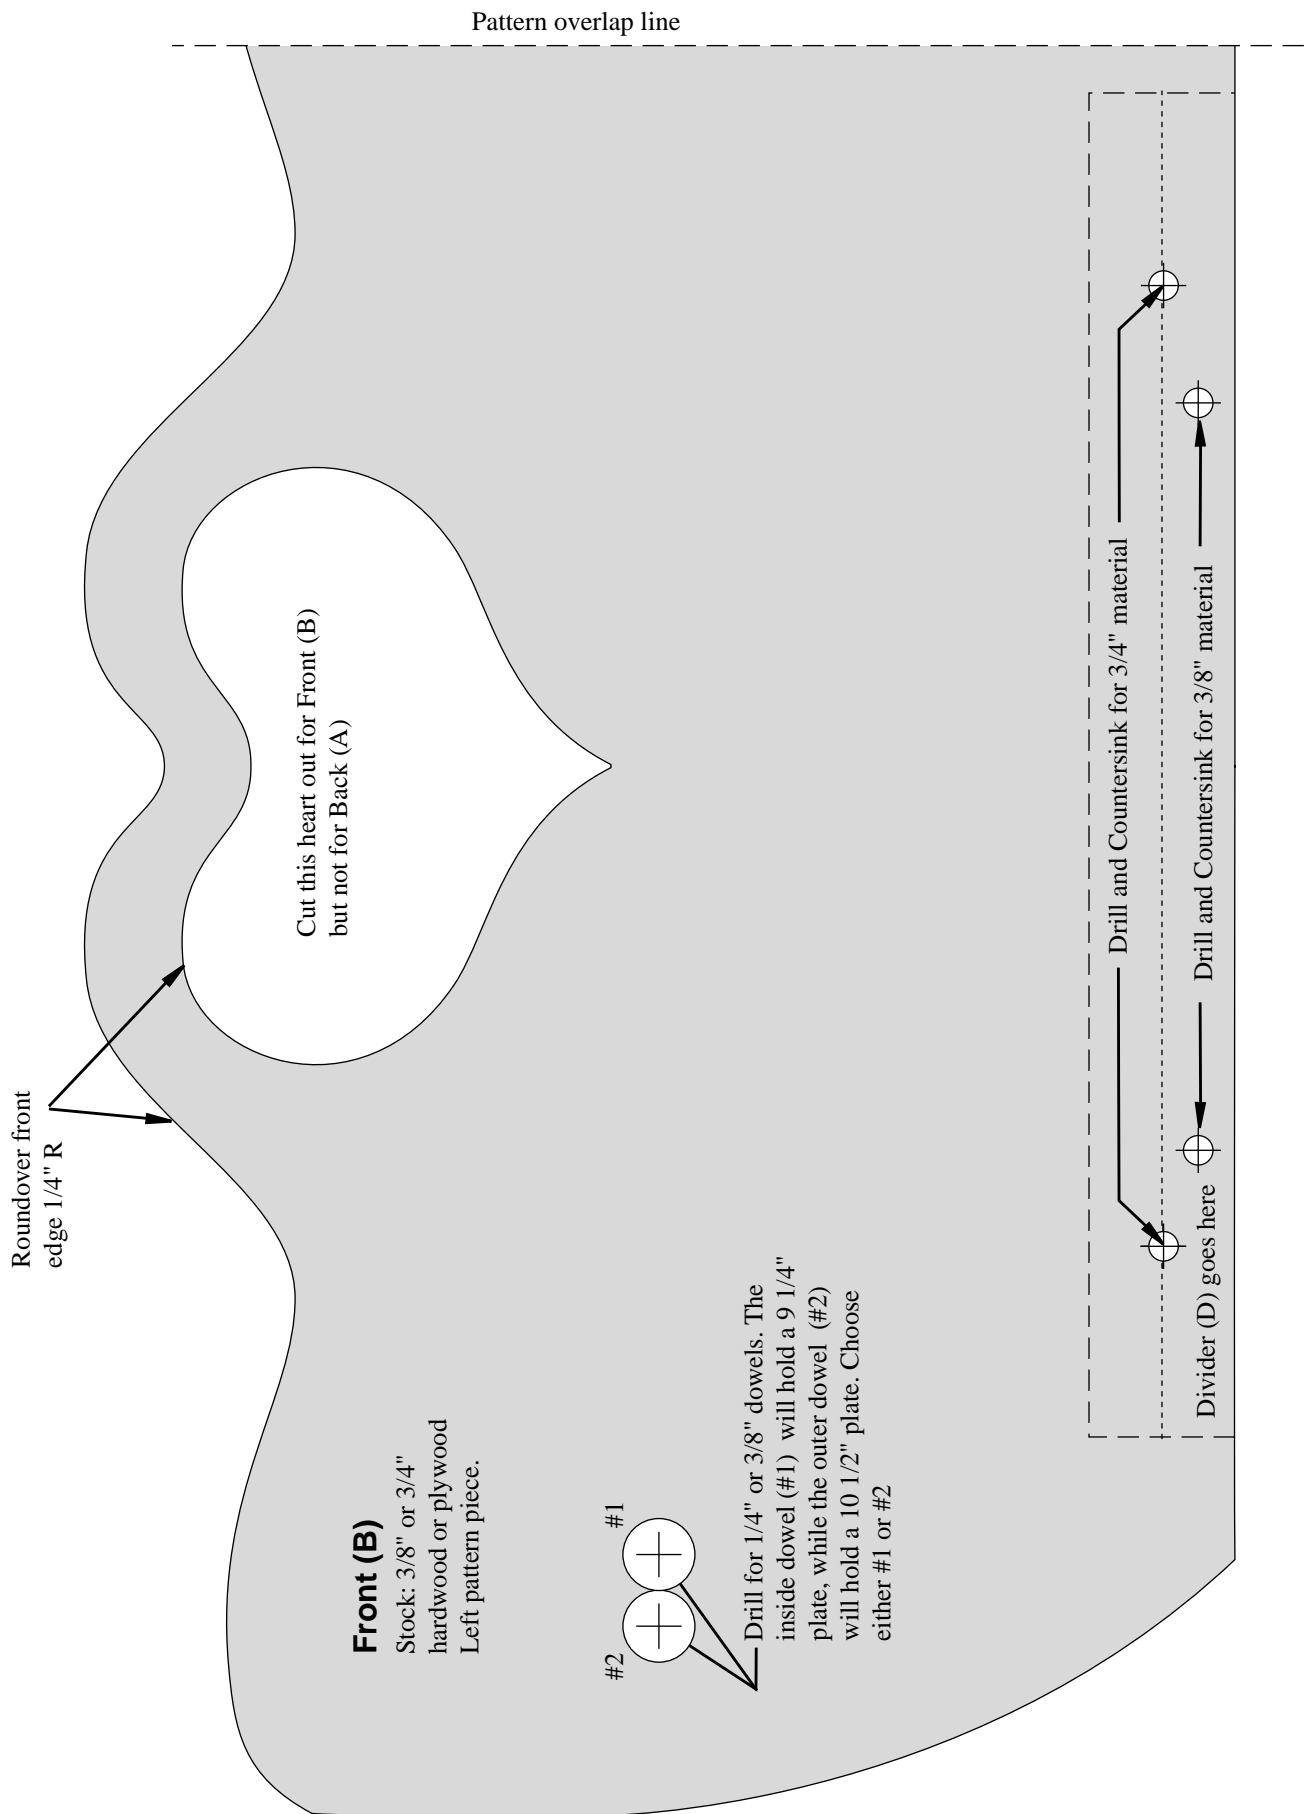 Pattern overlap line
Roundover front
edge 1/4" R
Cut this heart out for Front (B)
but not for Back (A)
Front (B)
Stock: 3/8" or 3/4"
hardwood or plywood
Left pattern piece.
#2
#1
Drill for 1/4" or 3/8" dowels. The
inside dowel (#1) will hold a 9 1/4"
plate, while the outer dowel (#2)
will hold a 10 1/2" plate. Choose
either #1 or #2
Drill and Countersink for 3/4" material
Drill and Countersink for 3/8" material
Divider (D) goes here